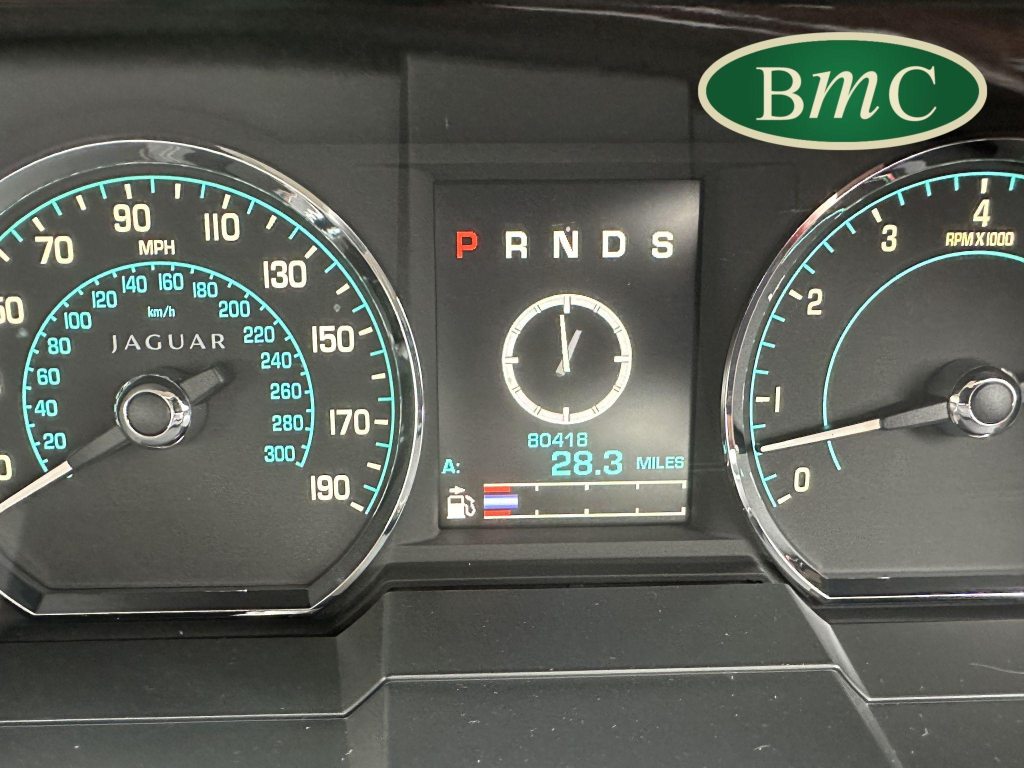 BmC
70 90 110 130 150 170 190
MPH
20 40 60 80 100 120 140 160 180 200 220 240 260 280 300
km/h
JAGUAR
P R N D S
80418
A: 28.3 MILES
0 1 2 3 4
RPM X 1000